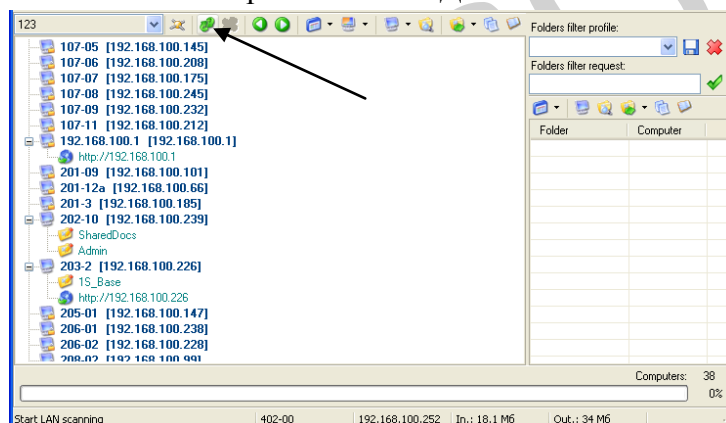 123
Folders filter profile:
107-05 [192.168.100.145]
107-06 [192.168.100.208]
107-07 [192.168.100.175]
107-08 [192.168.100.245]
107-09 [192.168.100.232]
107-11 [192.168.100.212]
192.168.100.1 [192.168.100.1]
http://192.168.100.1
201-09 [192.168.100.101]
201-12a [192.168.100.66]
201-3 [192.168.100.185]
202-10 [192.168.100.239]
SharedDocs
Admin
203-2 [192.168.100.226]
1S_Base
http://192.168.100.226
205-01 [192.168.100.147]
206-01 [192.168.100.238]
206-02 [192.168.100.228]
208-02 [192.168.100.99]
Folders filter request:
Folder Computer
Computers: 38
0%
Start LAN scanning 402-00 192.168.100.252 In.: 18.1 Мб Out.: 34 Мб